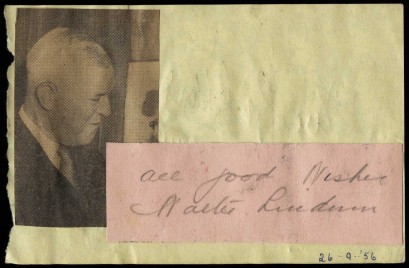 all good Wishes
Walter Lindrum
26-9-'56